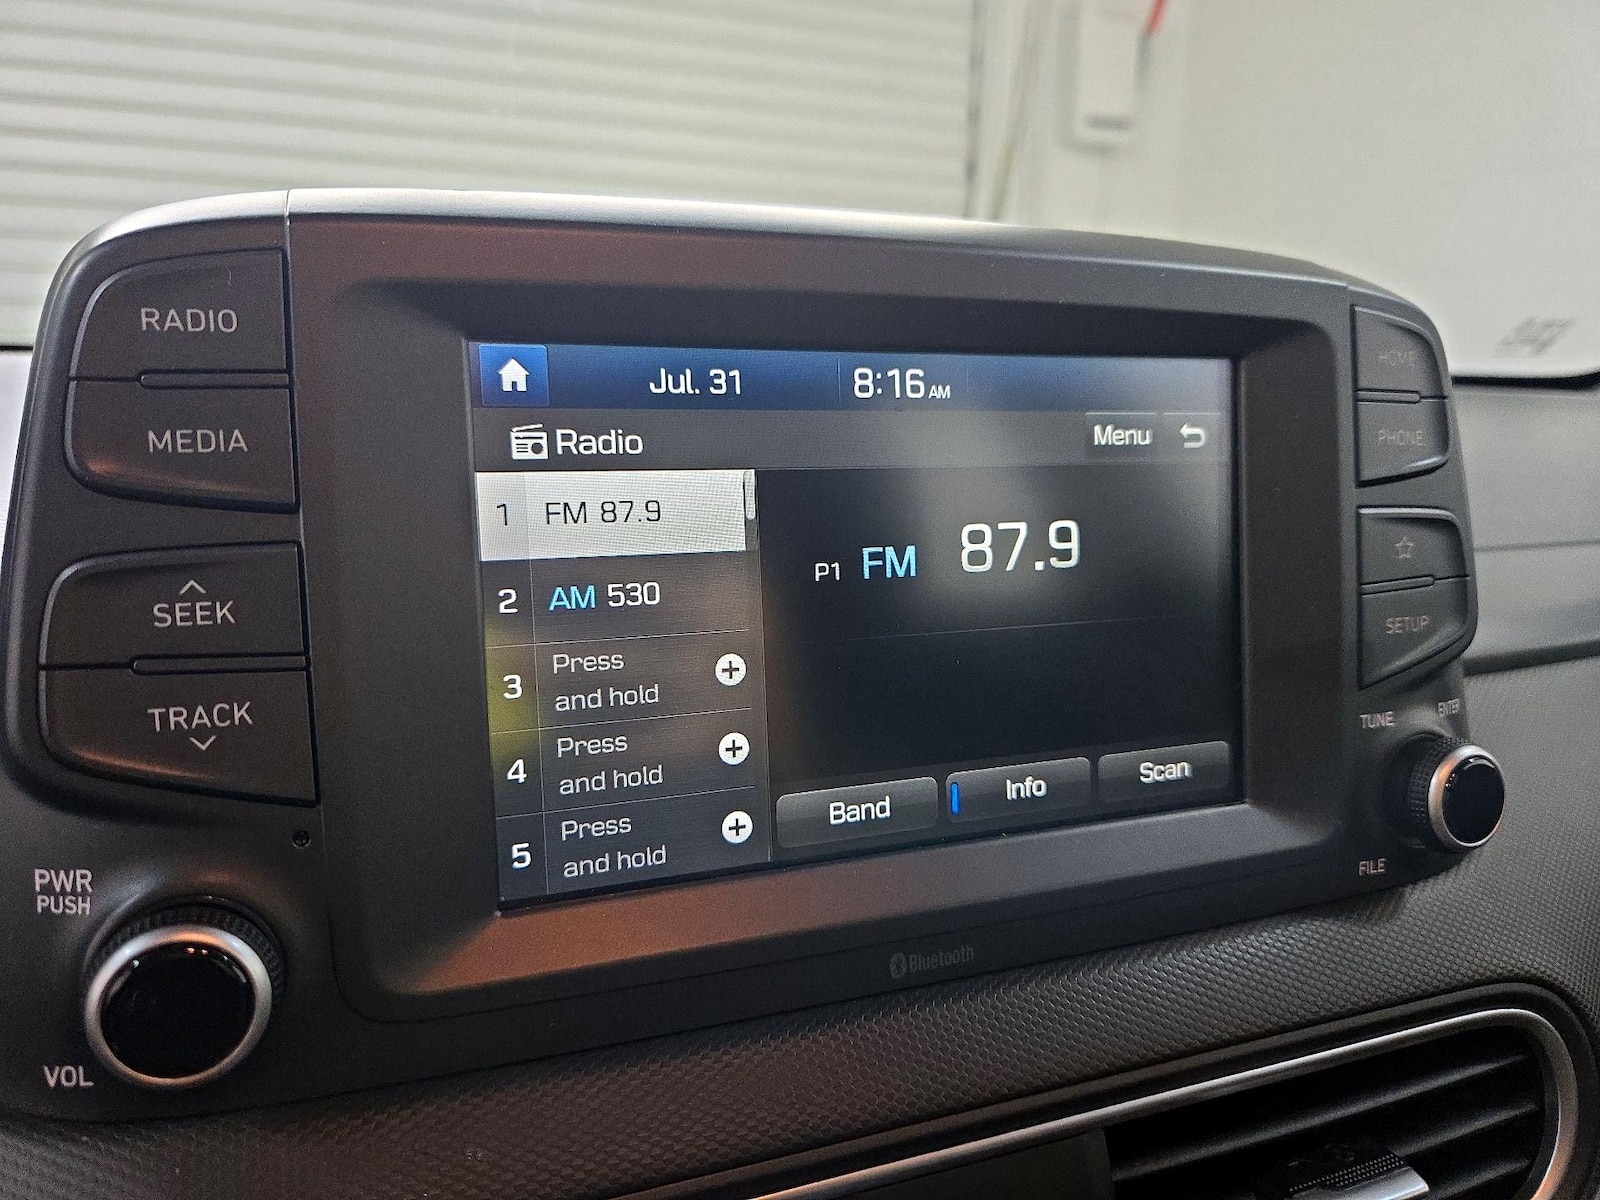 RADIO
MEDIA
SEEK
TRACK
PWR
PUSH
VOL
Jul. 31
8:16 AM
Radio
Menu
1 FM 87.9
2 AM 530
3 Press
and hold
4 Press
and hold
5 Press
and hold
P1 FM 87.9
Band
Info
Scan
Bluetooth
HOME
PHONE
SETUP
TUNE
ENTER
FILE